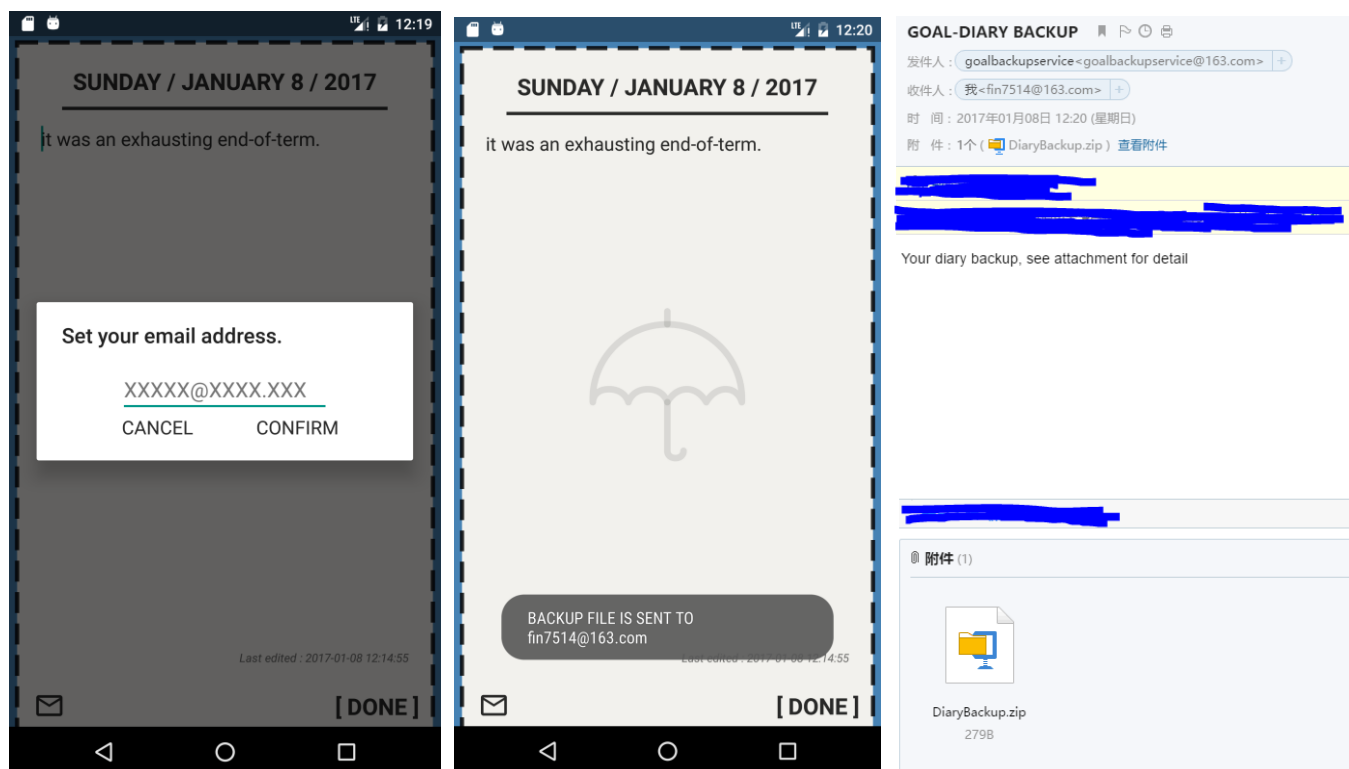 12:19
SUNDAY / JANUARY 8 / 2017
it was an exhausting end-of-term.
Set your email address.
XXXXX@XXXX.XXX
CANCEL CONFIRM
Last edited : 2017-01-08 12:14:55
[ DONE ]
LTE 12:20
SUNDAY / JANUARY 8 / 2017
it was an exhausting end-of-term.
BACKUP FILE IS SENT TO
fin7514@163.com
Last edited : 2017-01-08 12:14:55
[ DONE ]
GOAL-DIARY BACKUP
发件人 : goalbackupservice<goalbackupservice@163.com> +
收件人 : 我<fin7514@163.com> +
时 间 : 2017年01月08日 12:20 (星期日)
附 件 : 1个 ( DiaryBackup.zip ) 查看附件
Your diary backup, see attachment for detail
附件 (1)
DiaryBackup.zip
279B